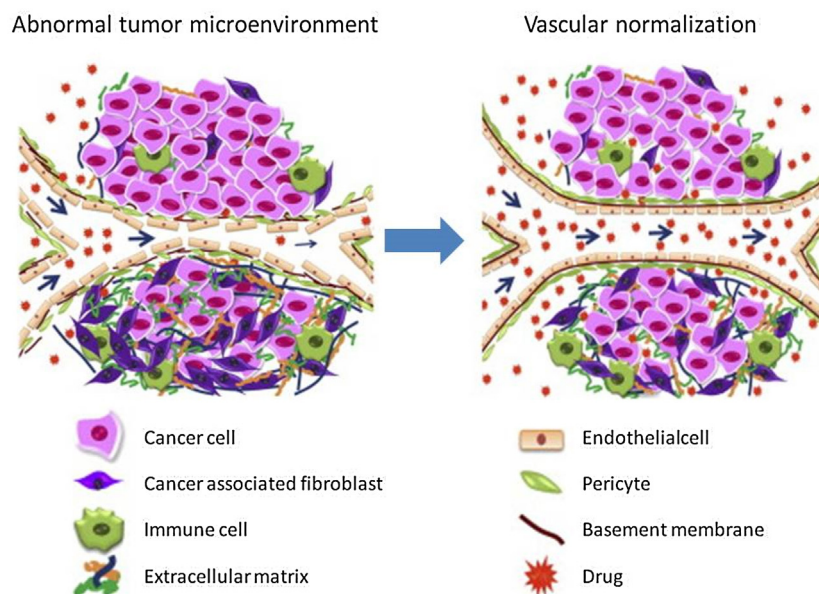 Abnormal tumor microenvironment
Vascular normalization
Cancer cell
Cancer associated fibroblast
Immune cell
Extracellular matrix
Endothelialcell
Pericyte
Basement membrane
Drug